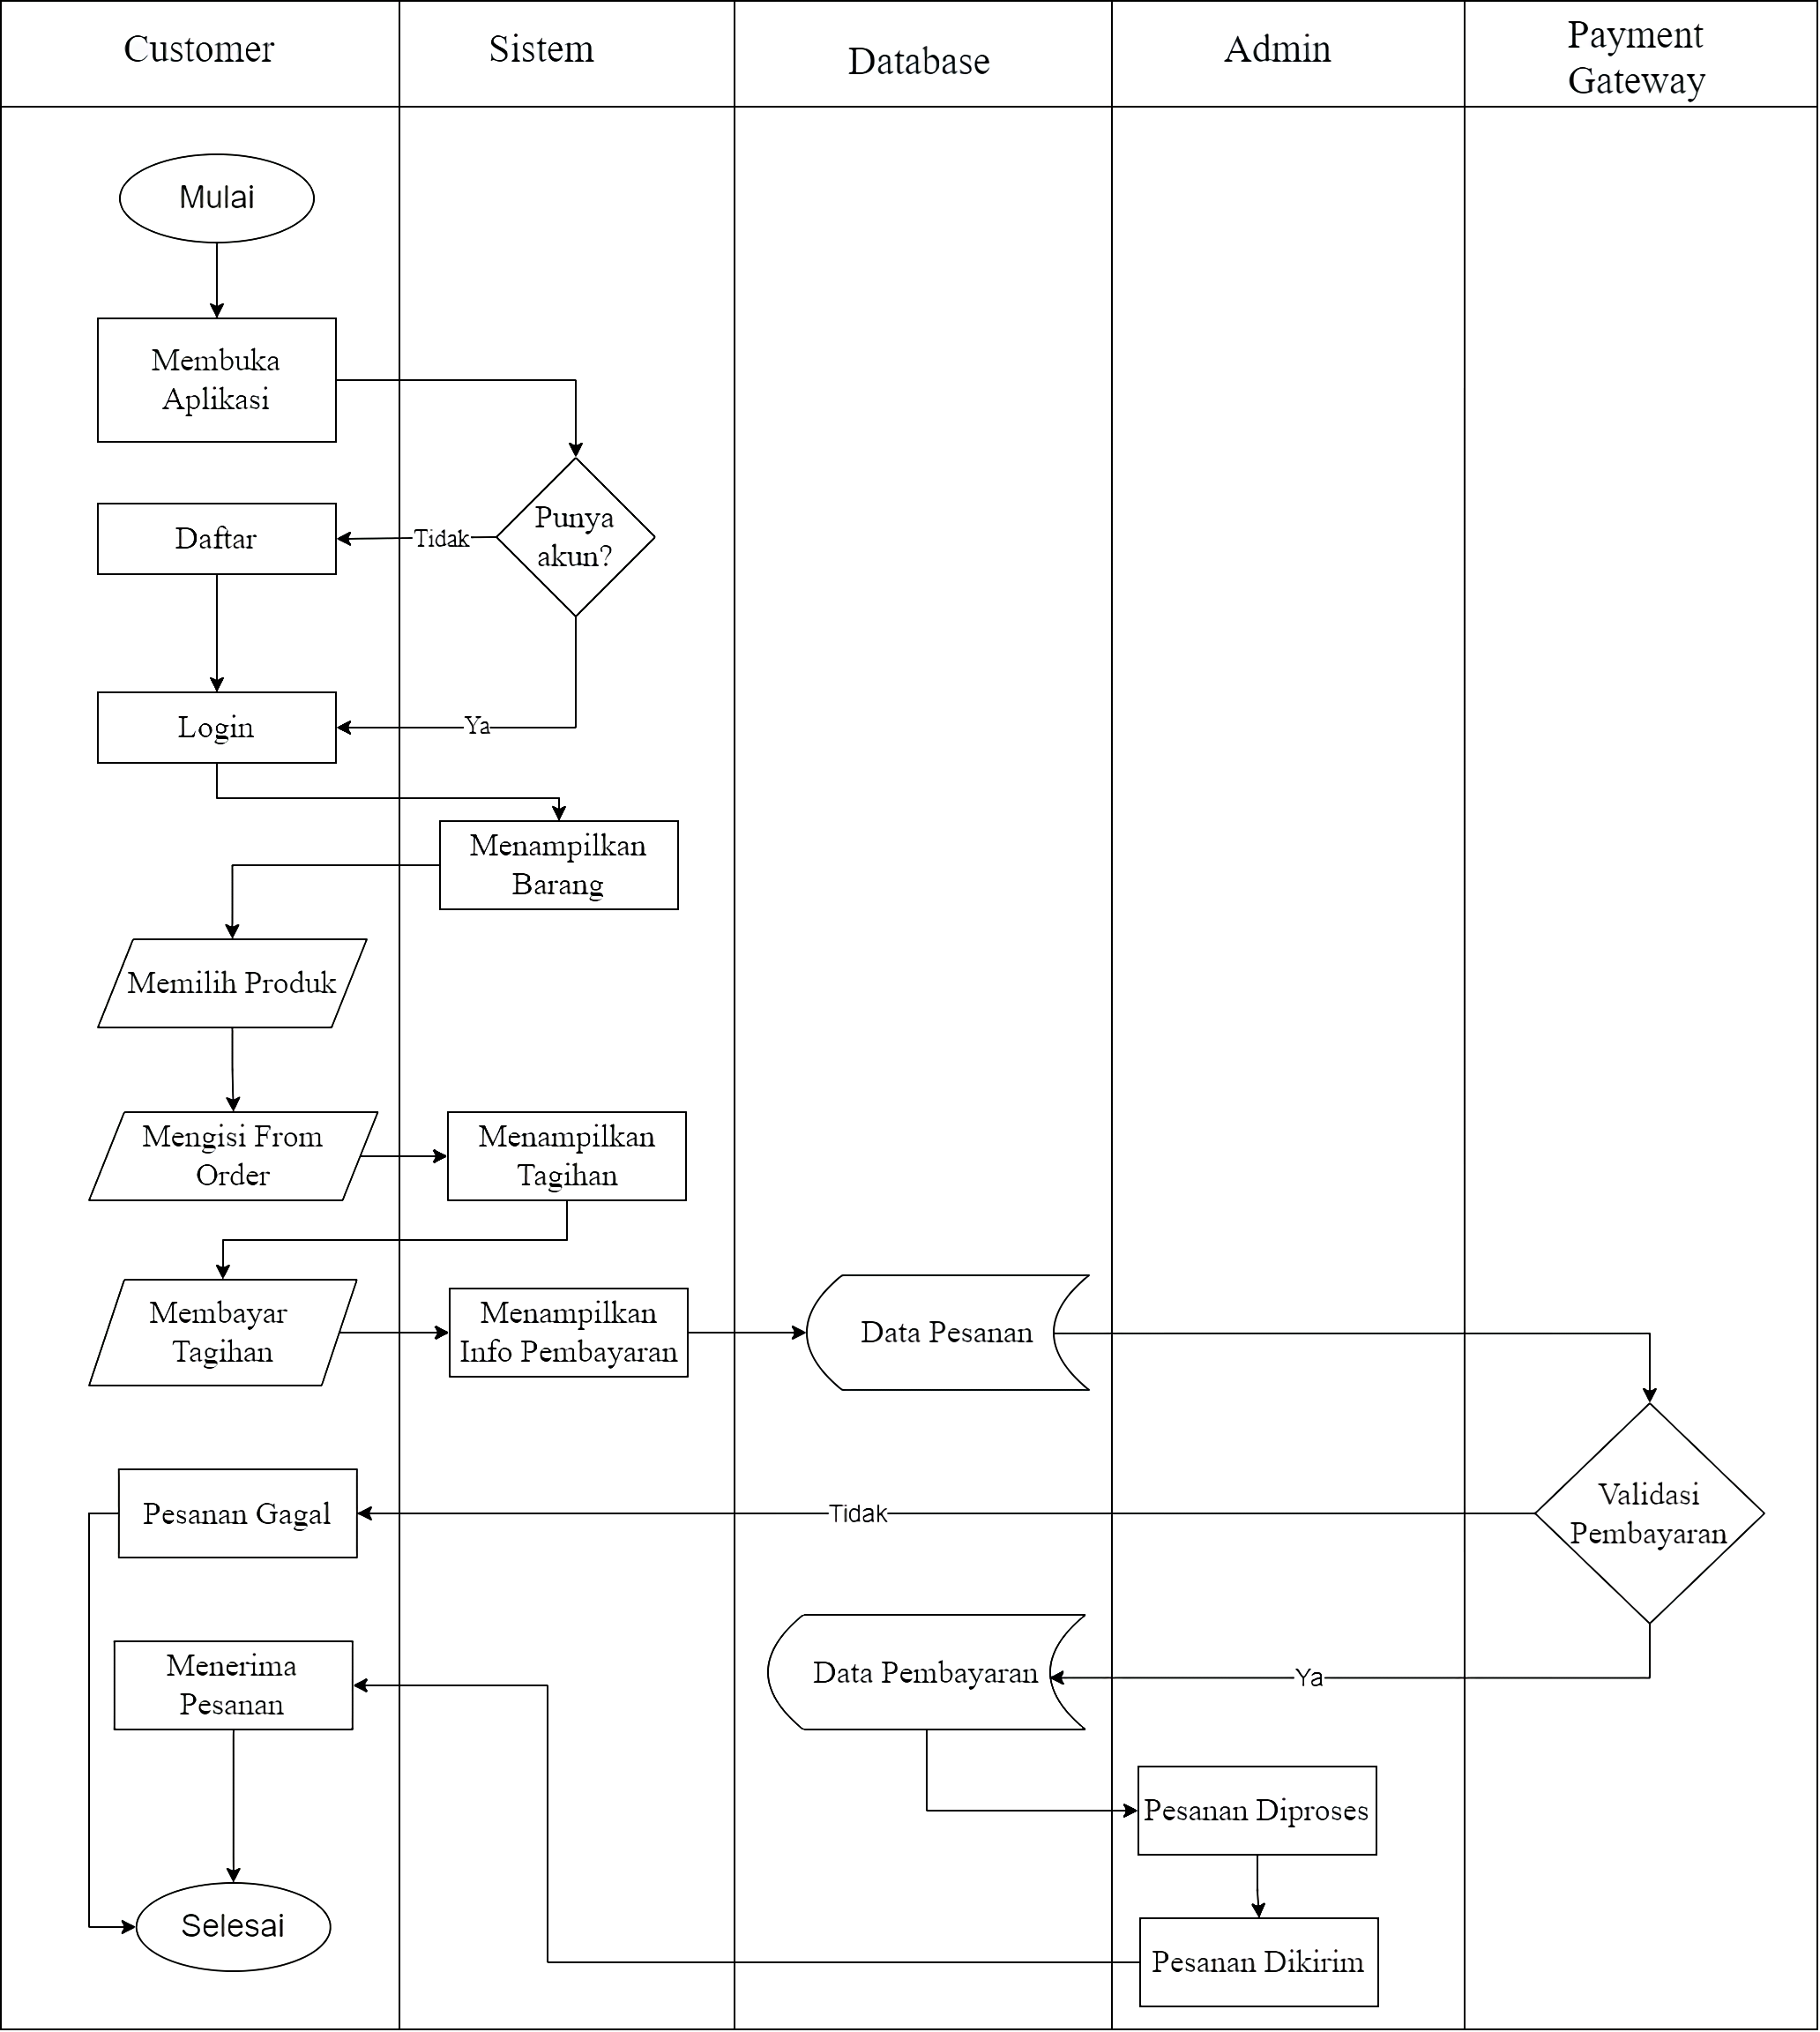 Customer
Sistem
Database
Admin
Payment
Gateway
Mulai
Membuka
Aplikasi
Punya
akun?
Tidak
Daftar
Ya
Login
Menampilkan
Barang
Memilih Produk
Mengisi From
Order
Menampilkan
Tagihan
Membayar
Tagihan
Menampilkan
Info Pembayaran
Data Pesanan
Validasi
Pembayaran
Tidak
Pesanan Gagal
Ya
Data Pembayaran
Menerima
Pesanan
Pesanan Diproses
Selesai
Pesanan Dikirim